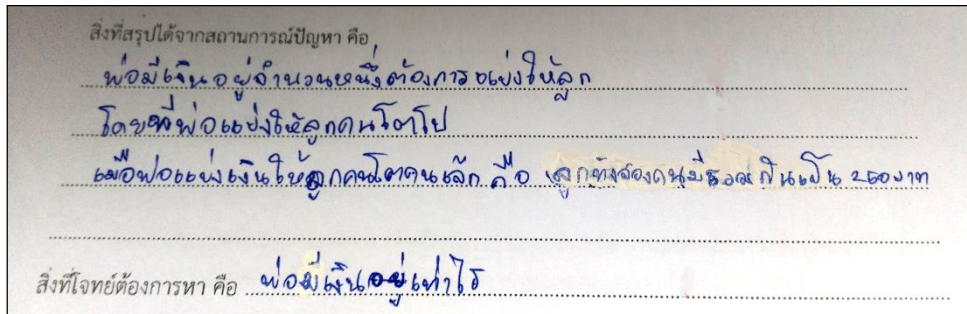 สิ่งที่สรุปได้จากสถานการณ์ปัญหา คือ
พ่อมีเงินอยู่จำนวนหนึ่งต้องการแบ่งให้ลูก
โดยที่พ่อแบ่งให้ลูกคนโตไป
เมื่อพ่อแบ่งเงินให้ลูกคนโตคนเล็ก คือ ลูกทั้งสองคนมีรวมกันเป็น 2500 บาท
สิ่งที่โจทย์ต้องการหา คือ พ่อมีเงินอยู่เท่าไร